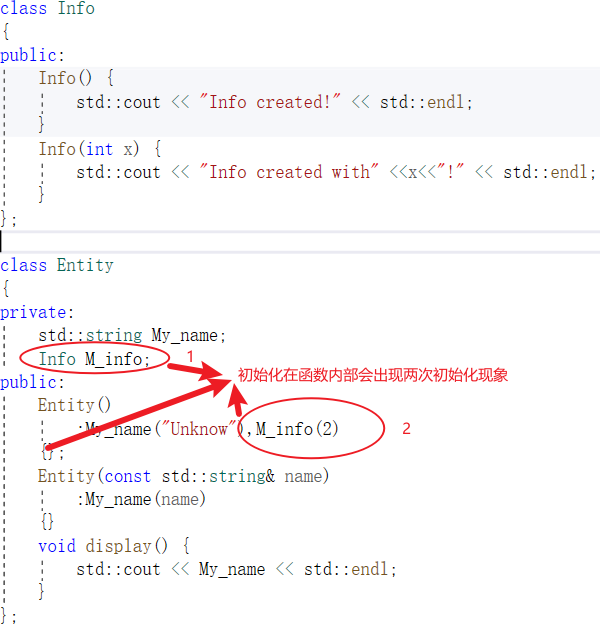 class Info
{
public:
    Info() {
        std::cout << "Info created!" << std::endl;
    }
    Info(int x) {
        std::cout << "Info created with" <<x<<"!" << std::endl;
    }
};
class Entity
{
private:
    std::string My_name;
    Info M_info; 1
初始化在函数内部会出现两次初始化现象
public:
    Entity()
        :My_name("Unknow"),M_info(2) 2
    {};
    Entity(const std::string& name)
        :My_name(name)
    {}
    void display() {
        std::cout << My_name << std::endl;
    }
};